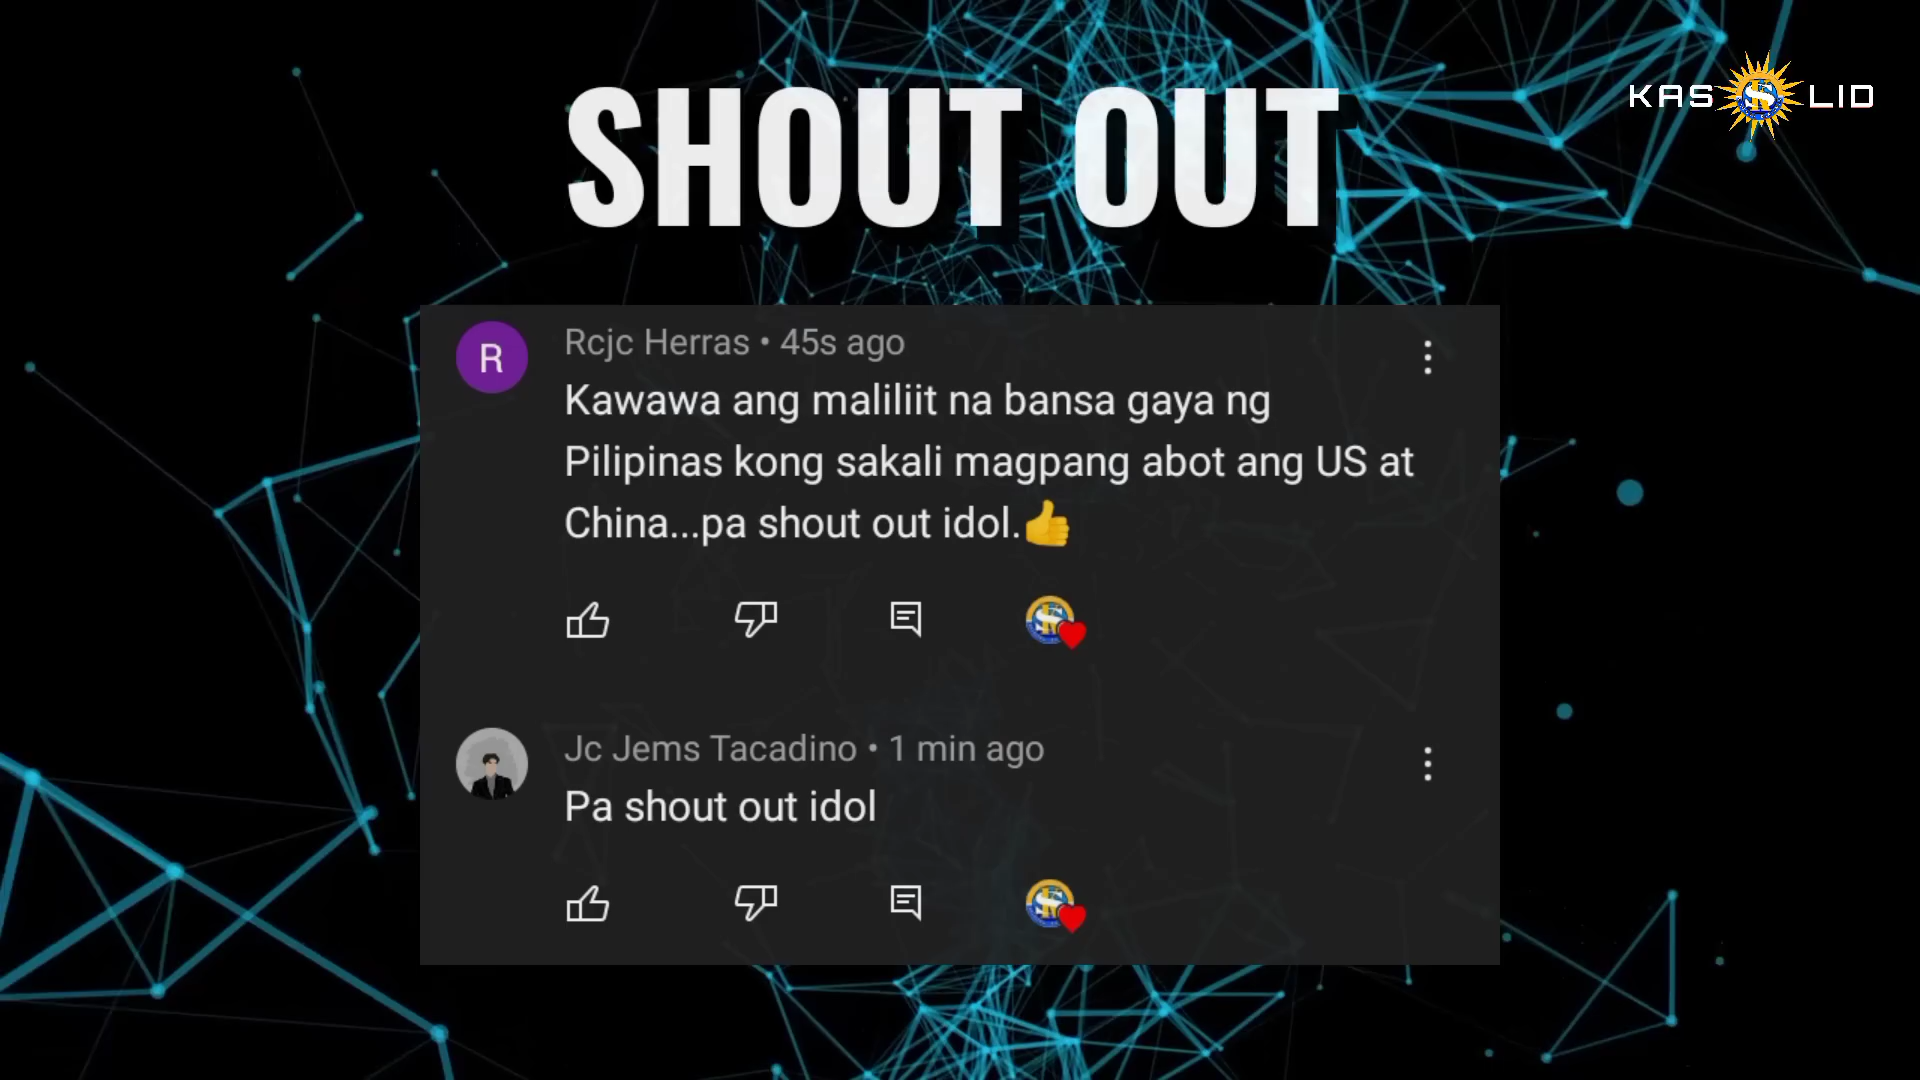 KAS LID
SHOUT OUT
R
Rcjc Herras • 45s ago
Kawawa ang maliliit na bansa gaya ng
Pilipinas kong sakali magpang abot ang US at
China...pa shout out idol.👍
Jc Jems Tacadino • 1 min ago
Pa shout out idol